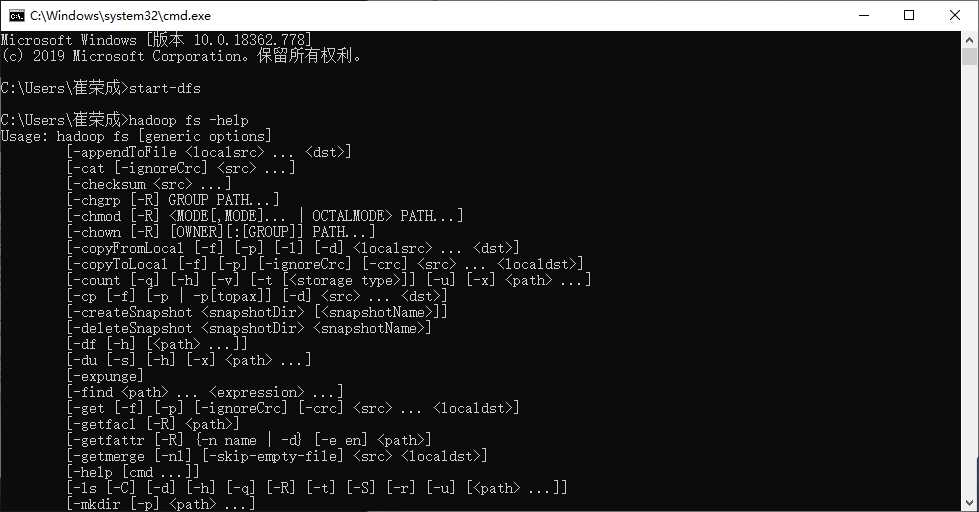 C:\Windows\system32\cmd.exe
Microsoft Windows [版本 10.0.18362.778]
(c) 2019 Microsoft Corporation。保留所有权利。
C:\Users\崔荣成>start-dfs
C:\Users\崔荣成>hadoop fs -help
Usage: hadoop fs [generic options]
[-appendToFile <localsrc> ... <dst>]
[-cat [-ignoreCrc] <src> ...]
[-checksum <src> ...]
[-chgrp [-R] GROUP PATH...]
[-chmod [-R] <MODE[,MODE]... | OCTALMODE> PATH...]
[-chown [-R] [OWNER][:[GROUP]] PATH...]
[-copyFromLocal [-f] [-p] [-l] [-d] <localsrc> ... <dst>]
[-copyToLocal [-f] [-p] [-ignoreCrc] [-crc] <src> ... <localdst>]
[-count [-q] [-h] [-v] [-t [<storage type>]] [-u] [-x] <path> ...]
[-cp [-f] [-p | -p[topax]] [-d] <src> ... <dst>]
[-createSnapshot <snapshotDir> [<snapshotName>]]
[-deleteSnapshot <snapshotDir> <snapshotName>]
[-df [-h] [<path> ...]]
[-du [-s] [-h] [-x] <path> ...]
[-expunge]
[-find <path> ... <expression> ...]
[-get [-f] [-p] [-ignoreCrc] [-crc] <src> ... <localdst>]
[-getfacl [-R] <path>]
[-getfattr [-R] {-n name | -d} [-e en] <path>]
[-getmerge [-nl] [-skip-empty-file] <src> <localdst>]
[-help [cmd ...]]
[-ls [-C] [-d] [-h] [-q] [-R] [-t] [-S] [-r] [-u] [<path> ...]]
[-mkdir [-p] <path> ...]